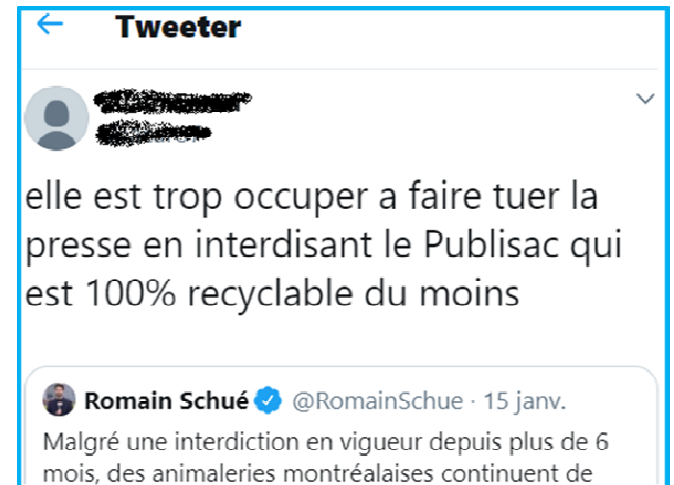 Tweeter
elle est trop occuper a faire tuer la
presse en interdisant le Publisac qui
est 100% recyclable du moins
Romain Schué @RomainSchue · 15 janv.
Malgré une interdiction en vigueur depuis plus de 6
mois, des animaleries montréalaises continuent de